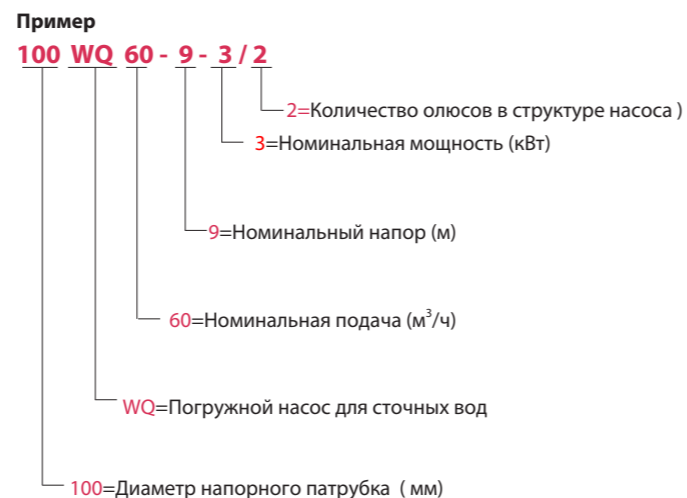 Пример
100 WQ 60 - 9 - 3 / 2
2=Количество олюсов в структуре насоса )
3=Номинальная мощность (кВт)
9=Номинальный напор (м)
60=Номинальная подача (м³/ч)
WQ=Погружной насос для сточных вод
100=Диаметр напорного патрубка ( мм)